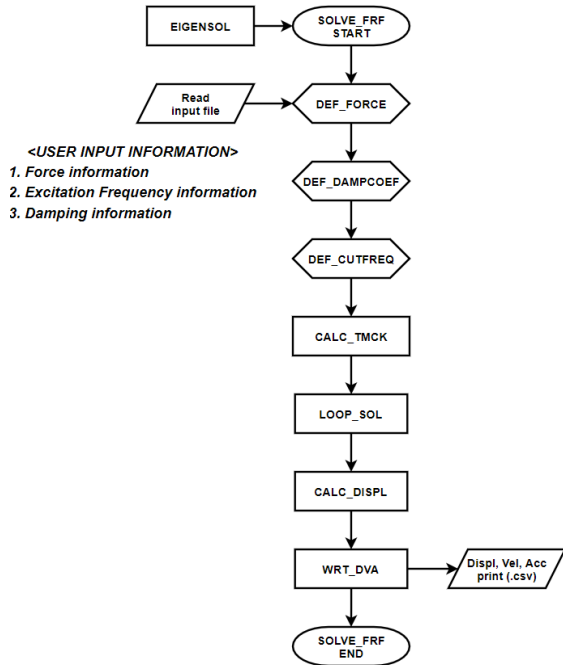 EIGENSOL
SOLVE_FRF
START
Read
input file
DEF_FORCE
<USER INPUT INFORMATION>
1. Force information
2. Excitation Frequency information
3. Damping information
DEF_DAMPCOEF
DEF_CUTFREQ
CALC_TMCK
LOOP_SOL
CALC_DISPL
WRT_DVA
Displ, Vel, Acc
print (.csv)
SOLVE_FRF
END